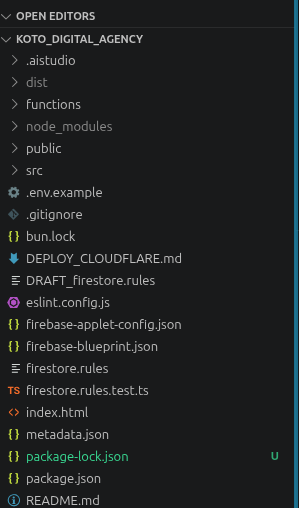 OPEN EDITORS
KOTO_DIGITAL_AGENCY
.aistudio
dist
functions
node_modules
public
src
.env.example
.gitignore
{} bun.lock
DEPLOY_CLOUDFLARE.md
DRAFT_firestore.rules
eslint.config.js
{} firebase-applet-config.json
{} firebase-blueprint.json
firestore.rules
TS firestore.rules.test.ts
<> index.html
{} metadata.json
{} package-lock.json U
{} package.json
README.md